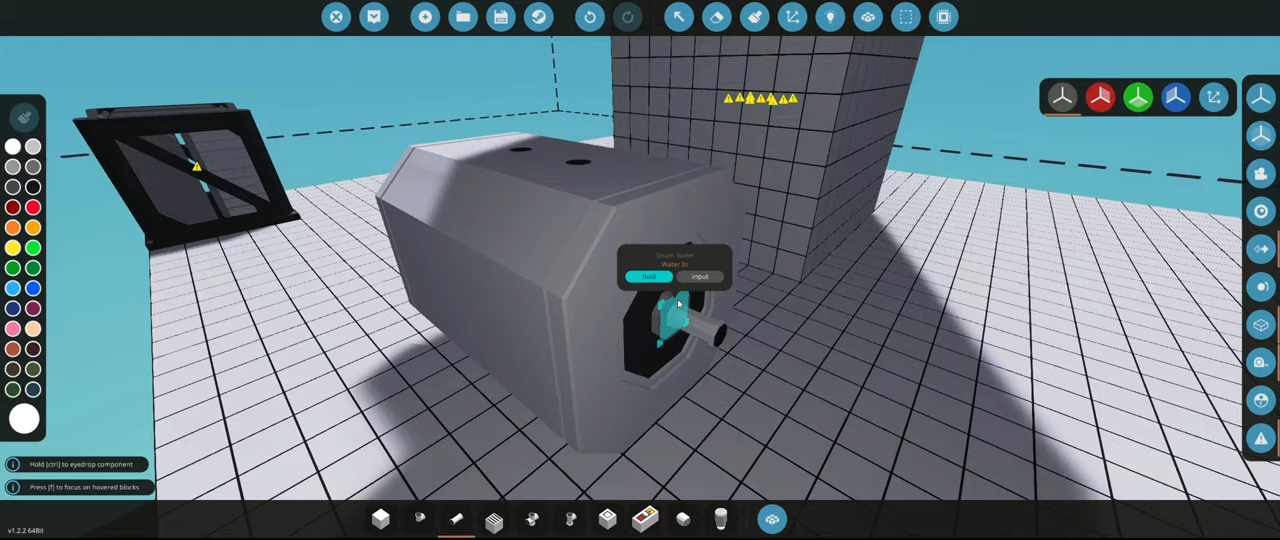 Steam Boiler
Water In
fluid input
Hold [ctrl] to eyedrop component
Press [f] to focus on hovered blocks
v1.2.2 64Bit